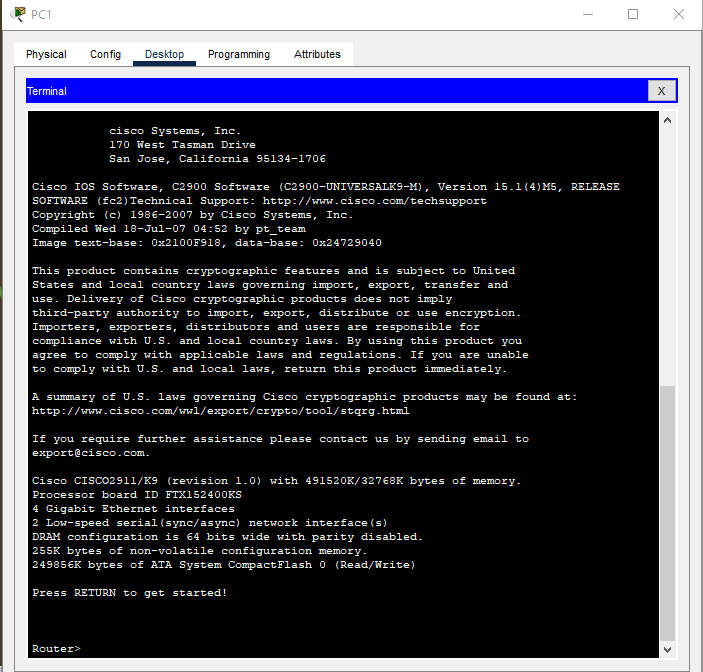 PC1
Physical Config Desktop Programming Attributes
Terminal X
cisco Systems, Inc.
170 West Tasman Drive
San Jose, California 95134-1706
Cisco IOS Software, C2900 Software (C2900-UNIVERSALK9-M), Version 15.1(4)M5, RELEASE
SOFTWARE (fc2)Technical Support: http://www.cisco.com/techsupport
Copyright (c) 1986-2007 by Cisco Systems, Inc.
Compiled Wed 18-Jul-07 04:52 by pt_team
Image text-base: 0x2100F918, data-base: 0x24729040
This product contains cryptographic features and is subject to United
States and local country laws governing import, export, transfer and
use. Delivery of Cisco cryptographic products does not imply
third-party authority to import, export, distribute or use encryption.
Importers, exporters, distributors and users are responsible for
compliance with U.S. and local country laws. By using this product you
agree to comply with applicable laws and regulations. If you are unable
to comply with U.S. and local laws, return this product immediately.
A summary of U.S. laws governing Cisco cryptographic products may be found at:
http://www.cisco.com/wwl/export/crypto/tool/stqrg.html
If you require further assistance please contact us by sending email to
export@cisco.com.
Cisco CISCO2911/K9 (revision 1.0) with 491520K/32768K bytes of memory.
Processor board ID FTX152400KS
4 Gigabit Ethernet interfaces
2 Low-speed serial(sync/async) network interface(s)
DRAM configuration is 64 bits wide with parity disabled.
255K bytes of non-volatile configuration memory.
249856K bytes of ATA System CompactFlash 0 (Read/Write)
Press RETURN to get started!
Router>